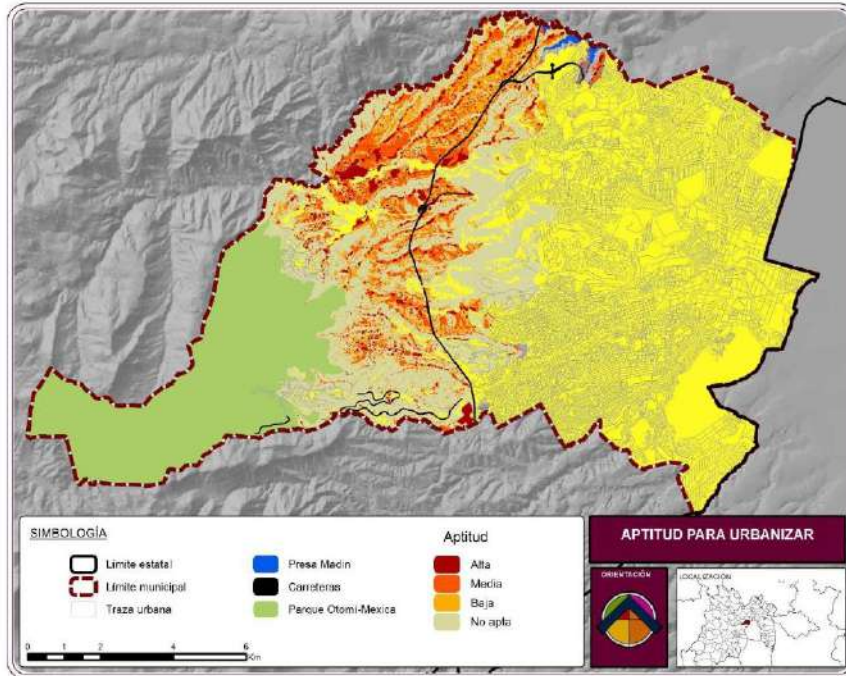 SIMBOLOGÍA
Límite estatal
Límite municipal
Traza urbana
Presa Madin
Carreteras
Parque Otomí-Mexica
Aptitud
Alta
Media
Baja
No apta
0 1 2 4 6
Km
APTITUD PARA URBANIZAR
ORIENTACIÓN
LOCALIZACIÓN